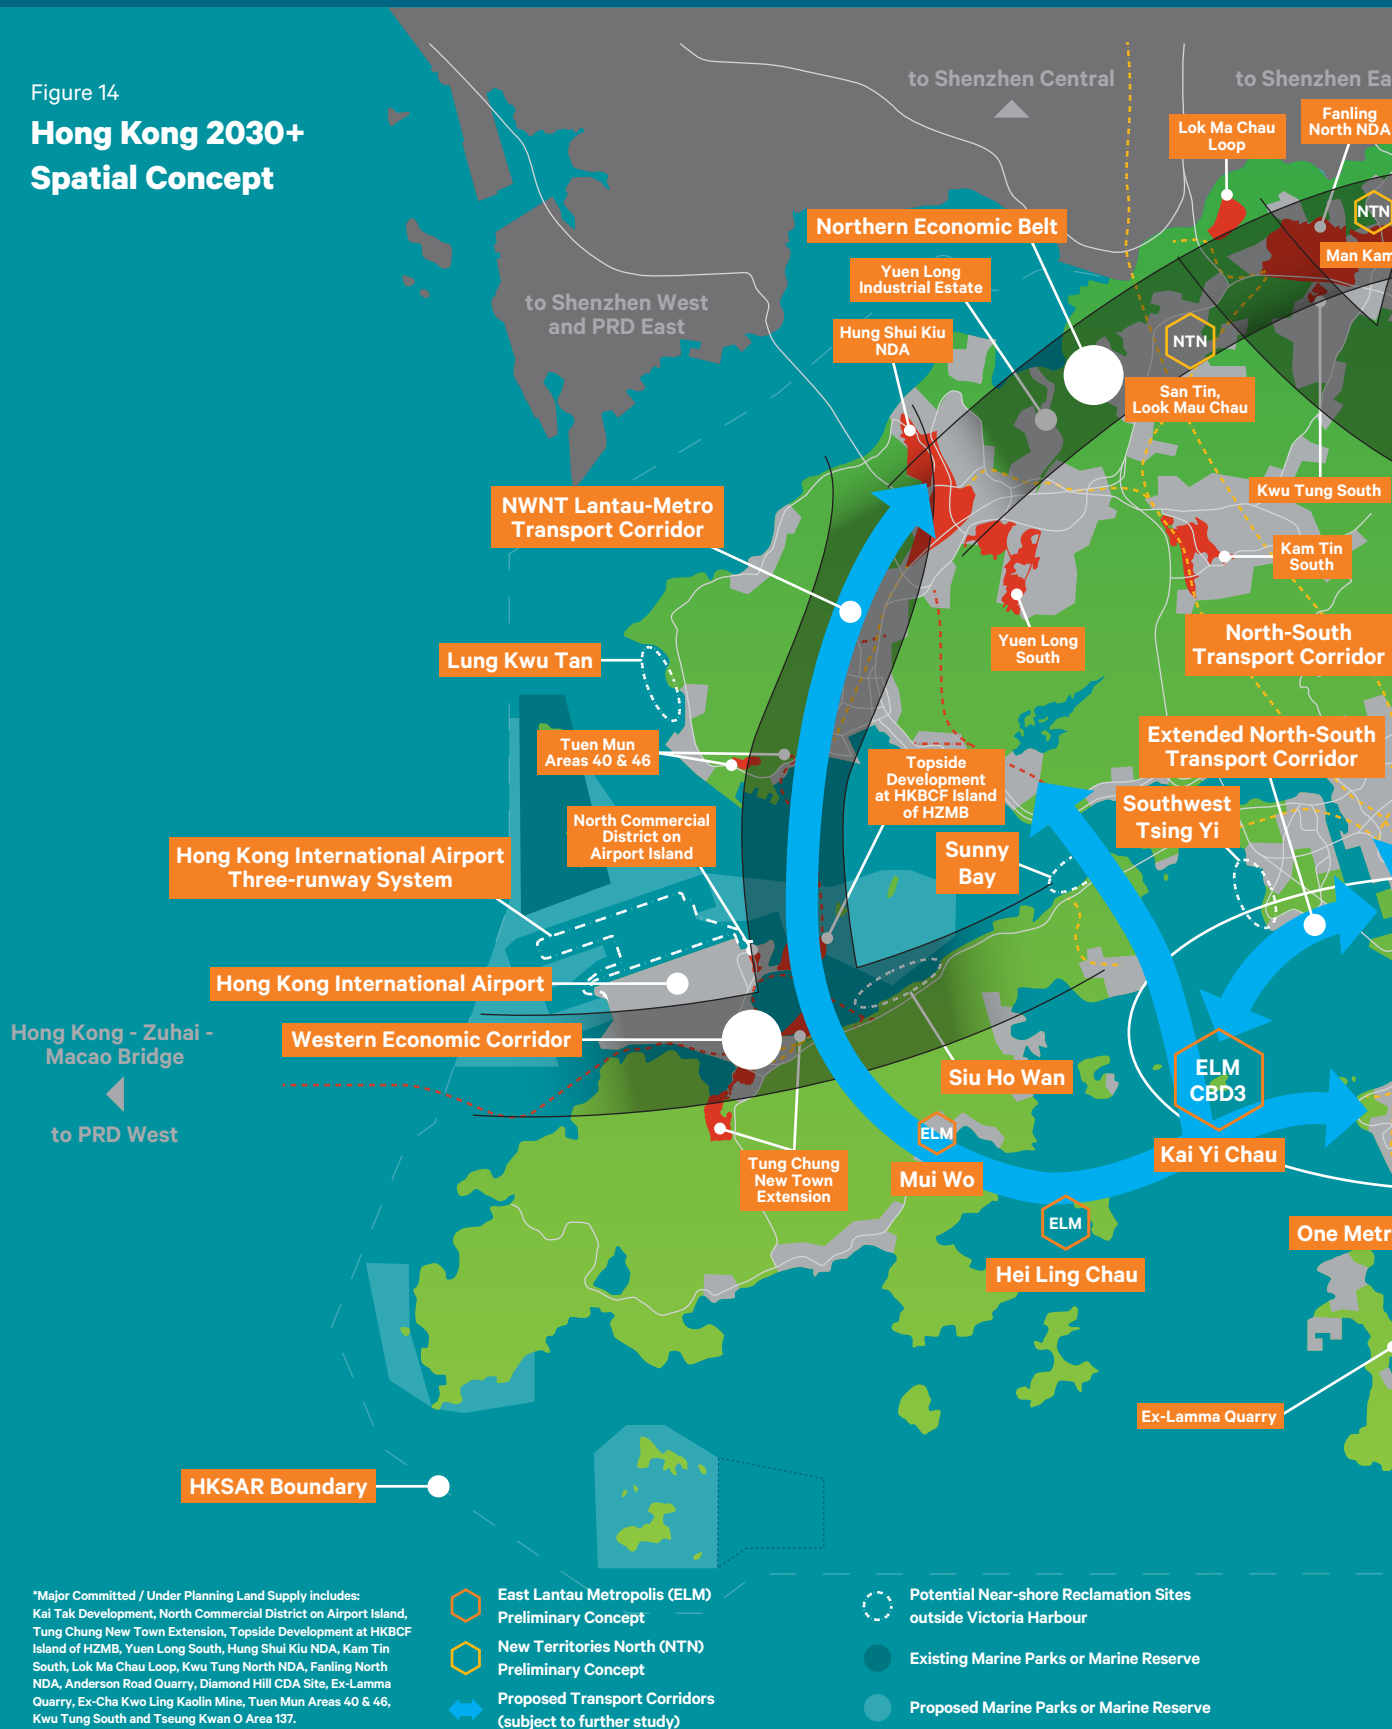 Figure 14
Hong Kong 2030+
Spatial Concept
to Shenzhen Central
to Shenzhen Ea
Lok Ma Chau
Loop
Fanling
North NDA
NTN
Man Kam
Northern Economic Belt
Yuen Long
Industrial Estate
Hung Shui Kiu
NDA
to Shenzhen West
and PRD East
NTN
San Tin,
Look Mau Chau
Kwu Tung South
NWNT Lantau-Metro
Transport Corridor
Kam Tin
South
Yuen Long
South
North-South
Transport Corridor
Lung Kwu Tan
Tuen Mun
Areas 40 & 46
Extended North-South
Transport Corridor
Topside
Development
at HKBCF Island
of HZMB
Southwest
Tsing Yi
North Commercial
District on
Airport Island
Sunny
Bay
Hong Kong International Airport
Three-runway System
Hong Kong International Airport
Western Economic Corridor
Hong Kong - Zuhai -
Macao Bridge
to PRD West
Siu Ho Wan
ELM
CBD3
Kai Yi Chau
ELM
Mui Wo
Tung Chung
New Town
Extension
ELM
Hei Ling Chau
One Metr
Ex-Lamma Quarry
HKSAR Boundary
*Major Committed / Under Planning Land Supply includes:
Kai Tak Development, North Commercial District on Airport Island,
Tung Chung New Town Extension, Topside Development at HKBCF
Island of HZMB, Yuen Long South, Hung Shui Kiu NDA, Kam Tin
South, Lok Ma Chau Loop, Kwu Tung North NDA, Fanling North
NDA, Anderson Road Quarry, Diamond Hill CDA Site, Ex-Lamma
Quarry, Ex-Cha Kwo Ling Kaolin Mine, Tuen Mun Areas 40 & 46,
Kwu Tung South and Tseung Kwan O Area 137.
East Lantau Metropolis (ELM)
Preliminary Concept
New Territories North (NTN)
Preliminary Concept
Proposed Transport Corridors
(subject to further study)
Potential Near-shore Reclamation Sites
outside Victoria Harbour
Existing Marine Parks or Marine Reserve
Proposed Marine Parks or Marine Reserve